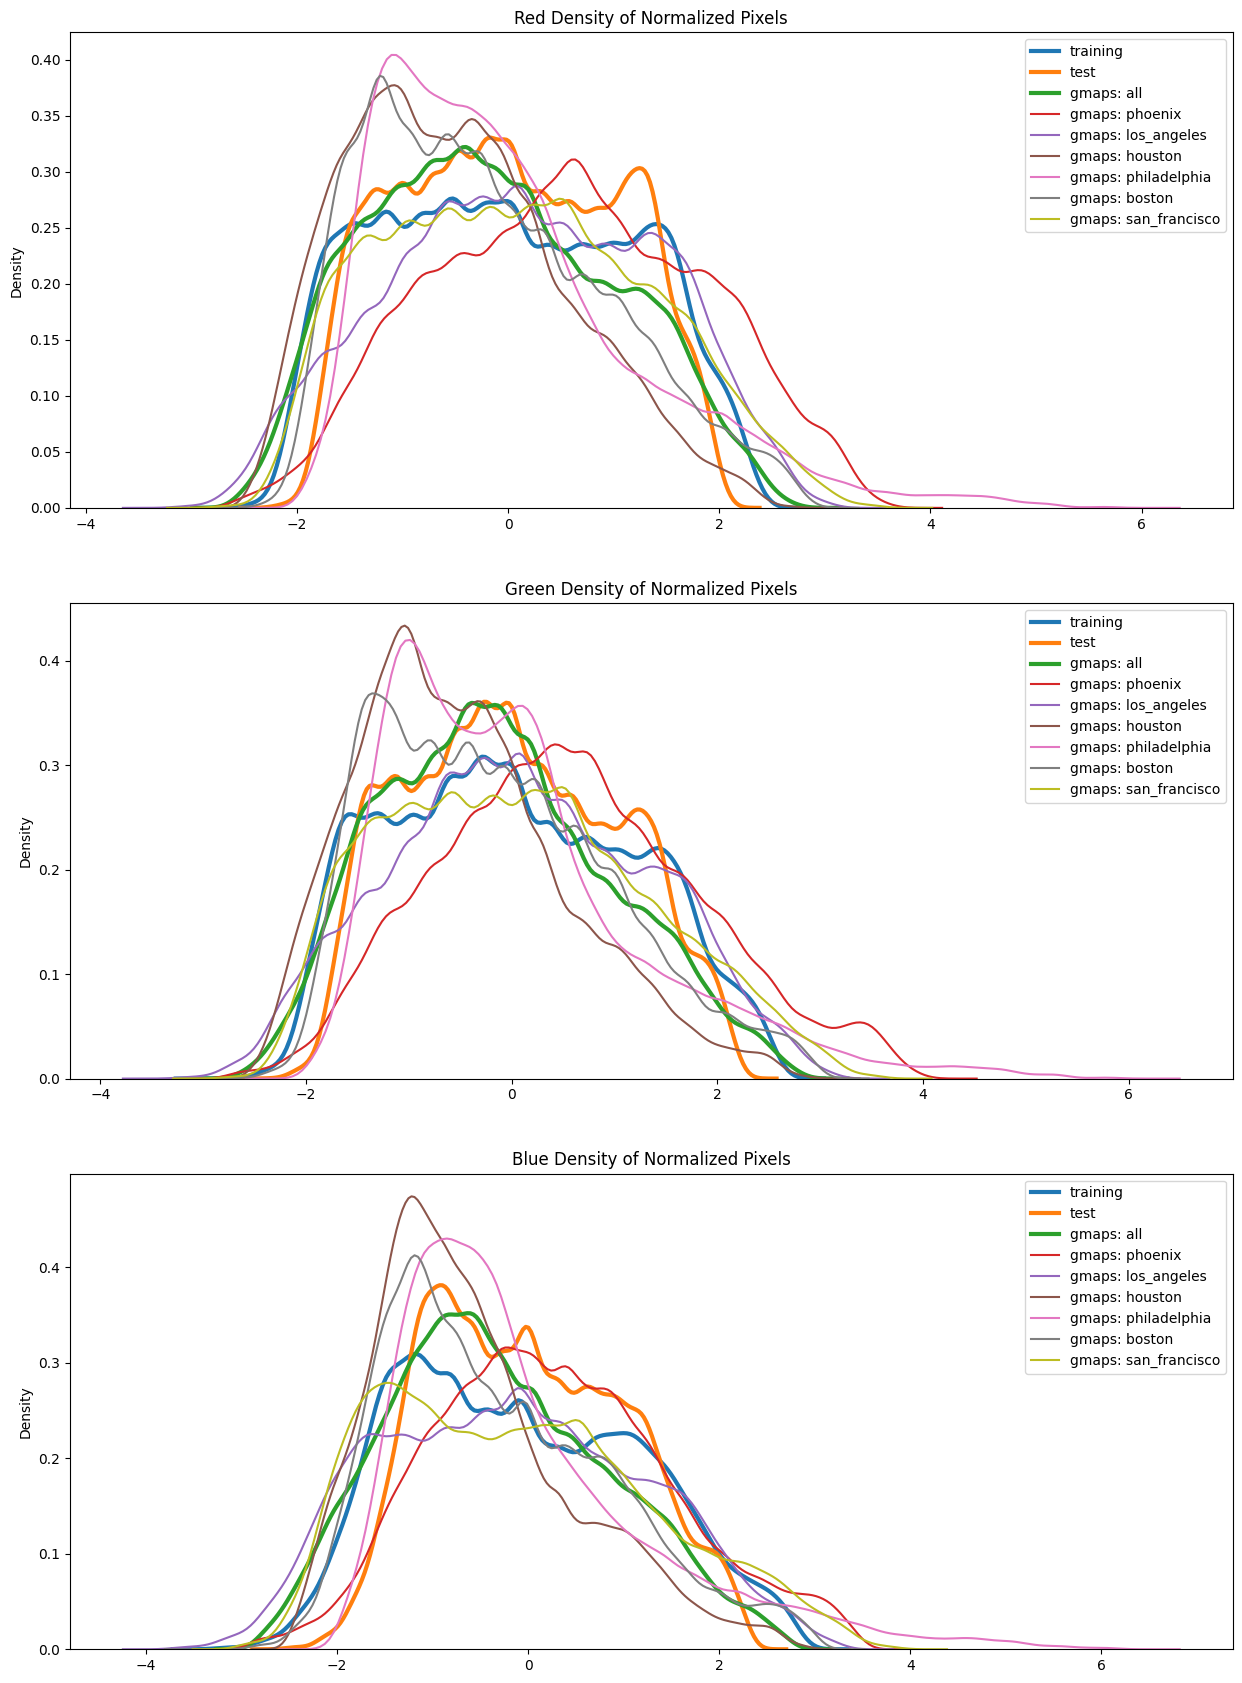 Red Density of Normalized Pixels
Density
0.40
0.35
0.30
0.25
0.20
0.15
0.10
0.05
0.00
−4
−2
0
2
4
6
training
test
gmaps: all
gmaps: phoenix
gmaps: los_angeles
gmaps: houston
gmaps: philadelphia
gmaps: boston
gmaps: san_francisco
Green Density of Normalized Pixels
Density
0.4
0.3
0.2
0.1
0.0
−4
−2
0
2
4
6
training
test
gmaps: all
gmaps: phoenix
gmaps: los_angeles
gmaps: houston
gmaps: philadelphia
gmaps: boston
gmaps: san_francisco
Blue Density of Normalized Pixels
Density
0.4
0.3
0.2
0.1
0.0
−4
−2
0
2
4
6
training
test
gmaps: all
gmaps: phoenix
gmaps: los_angeles
gmaps: houston
gmaps: philadelphia
gmaps: boston
gmaps: san_francisco